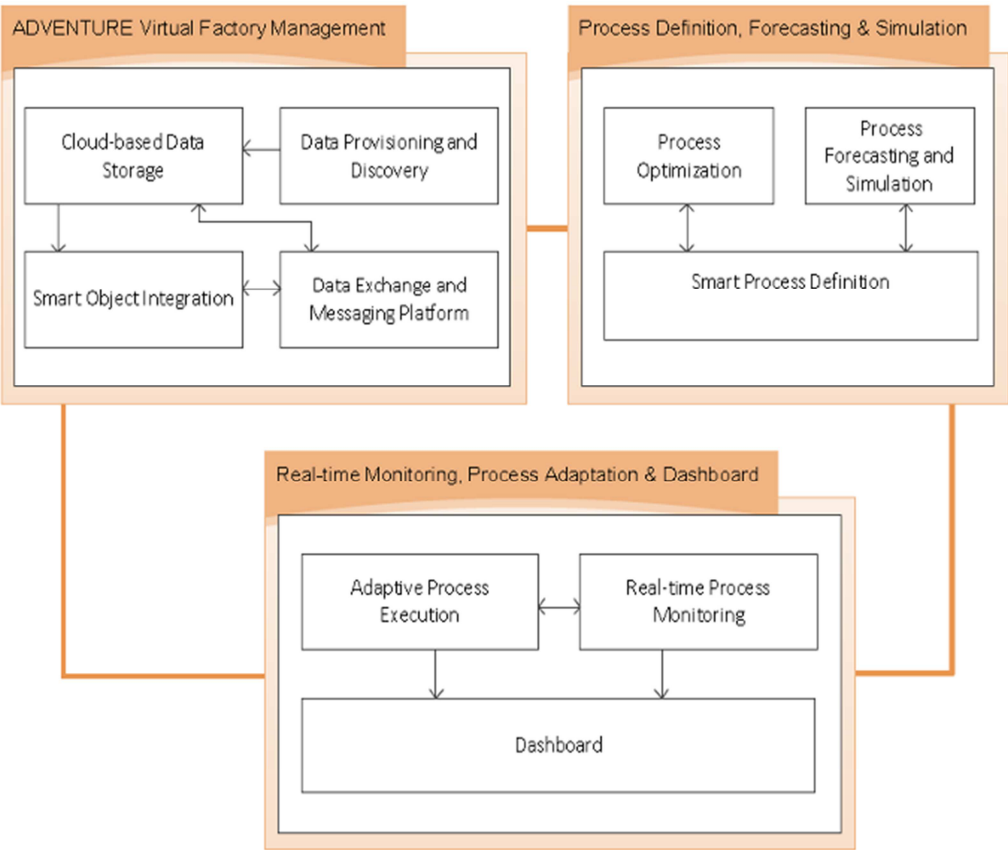 ADVENTURE Virtual Factory Management
Cloud-based Data
Storage
Data Provisioning and
Discovery
Smart Object Integration
Data Exchange and
Messaging Platform
Process Definition, Forecasting & Simulation
Process
Optimization
Process
Forecasting and
Simulation
Smart Process Definition
Real-time Monitoring, Process Adaptation & Dashboard
Adaptive Process
Execution
Real-time Process
Monitoring
Dashboard